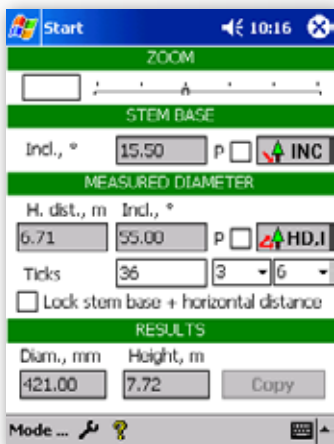 Start 10:16
ZOOM
STEM BASE
Incl., ° 15.50 P INC
MEASURED DIAMETER
H. dist., m Incl., °
6.71 55.00 P HD.I
Ticks 36 3 6
Lock stem base + horizontal distance
RESULTS
Diam., mm Height, m
421.00 7.72 Copy
Mode ...